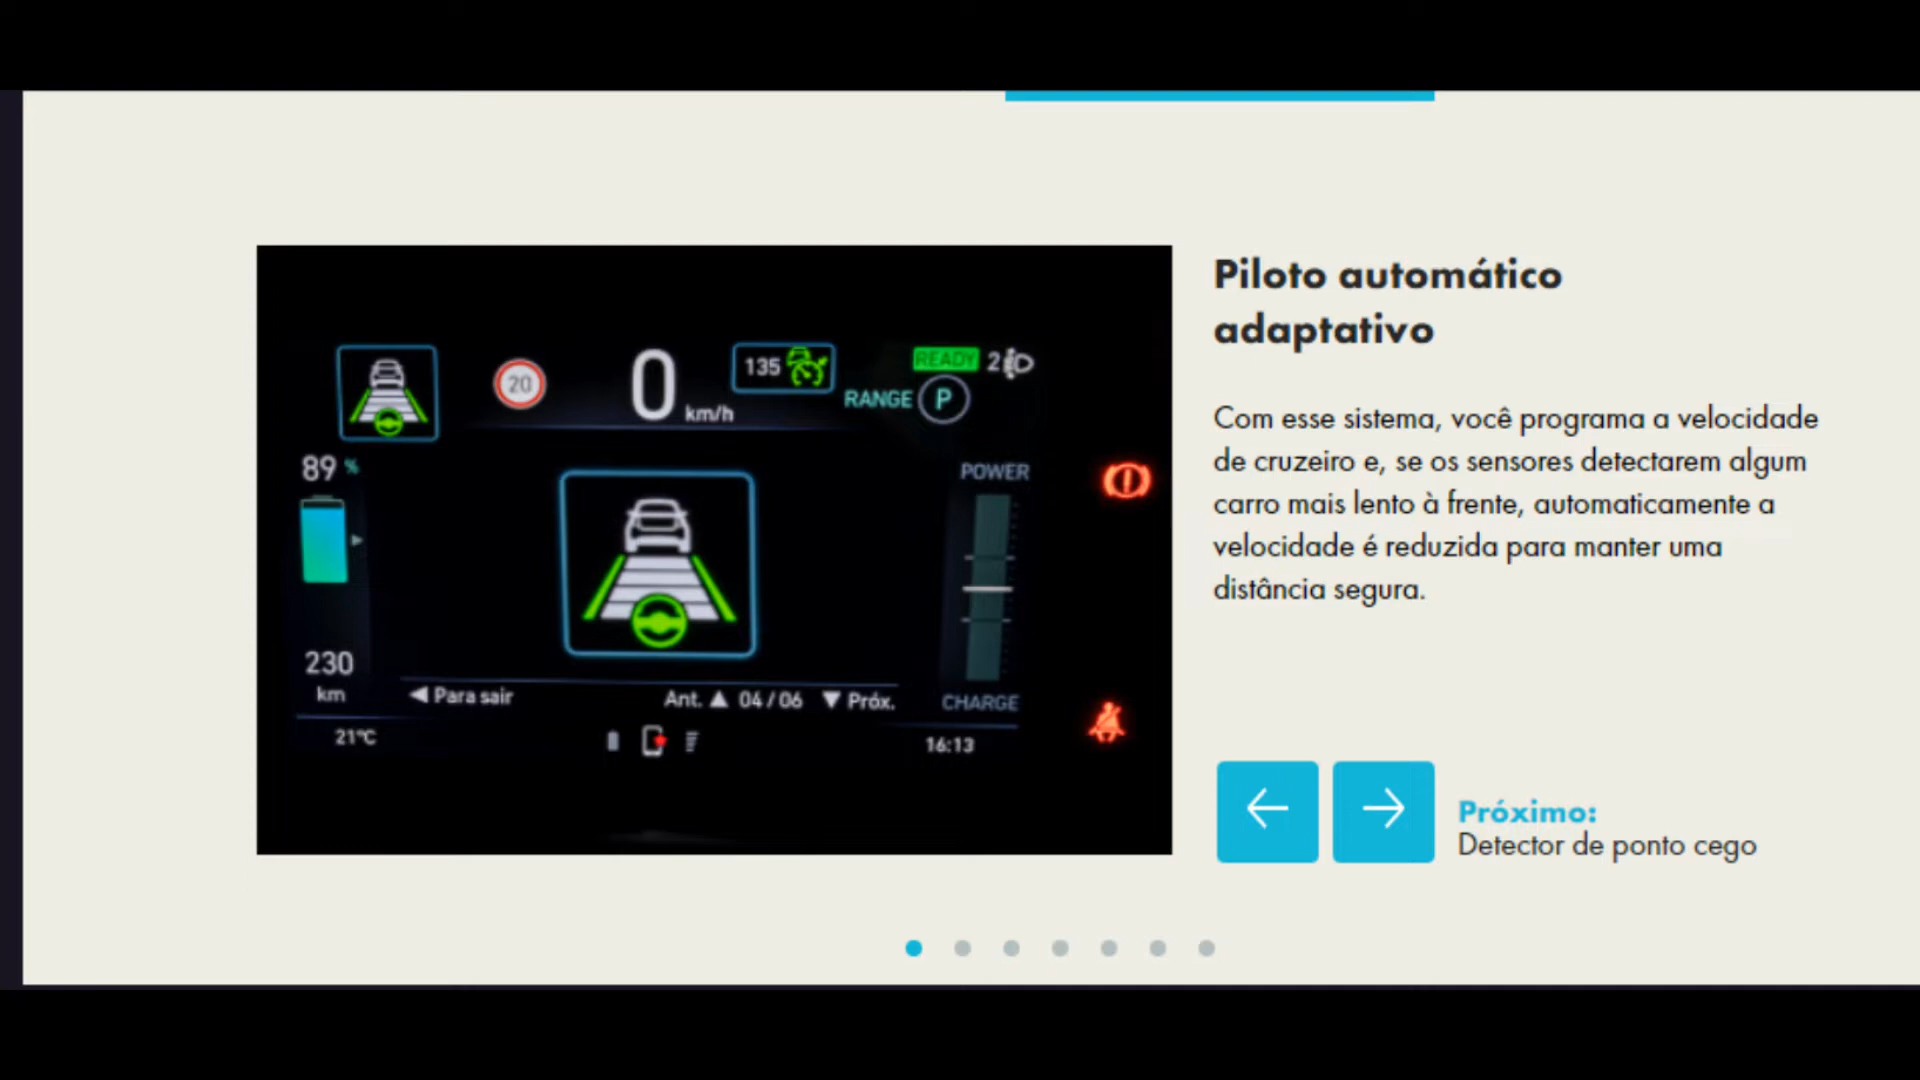 20
0
km/h
135
READY
2
RANGE
P
89 %
POWER
230
km
Para sair
Ant. 04 / 06 Próx.
CHARGE
21°C
16:13
Piloto automático
adaptativo
Com esse sistema, você programa a velocidade
de cruzeiro e, se os sensores detectarem algum
carro mais lento à frente, automaticamente a
velocidade é reduzida para manter uma
distância segura.
Próximo:
Detector de ponto cego